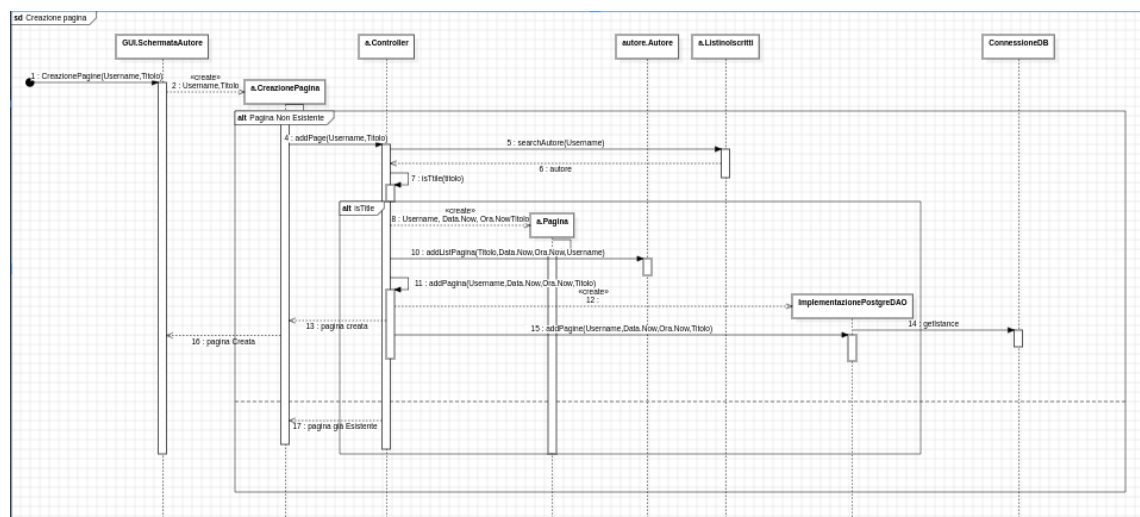 sd Creazione pagina
GUI.SchermataAutore
a.Controller
autore.Autore
a.ListinoIscritti
ConnessioneDB
1 : CreazionePagine(Username,Titolo)
«create»
2 : Username,Titolo
a.CreazionePagina
alt Pagina Non Esistente
4 : addPage(Username,Titolo)
5 : searchAutore(Username)
6 : autore
7 : isTtile(titolo)
alt isTitle
«create»
8 : Username, Data.Now, Ora.NowTitolo
a.Pagina
10 : addListPagina(Titolo,Data.Now,Ora.Now,Username)
11 : addPagina(Username,Data.Now,Ora.Now,Titolo)
«create»
12 :
ImplementazionePostgreDAO
13 : pagina creata
14 : getIstance
15 : addPagine(Username,Data.Now,Ora.Now,Titolo)
16 : pagina Creata
17 : pagina già Esistente